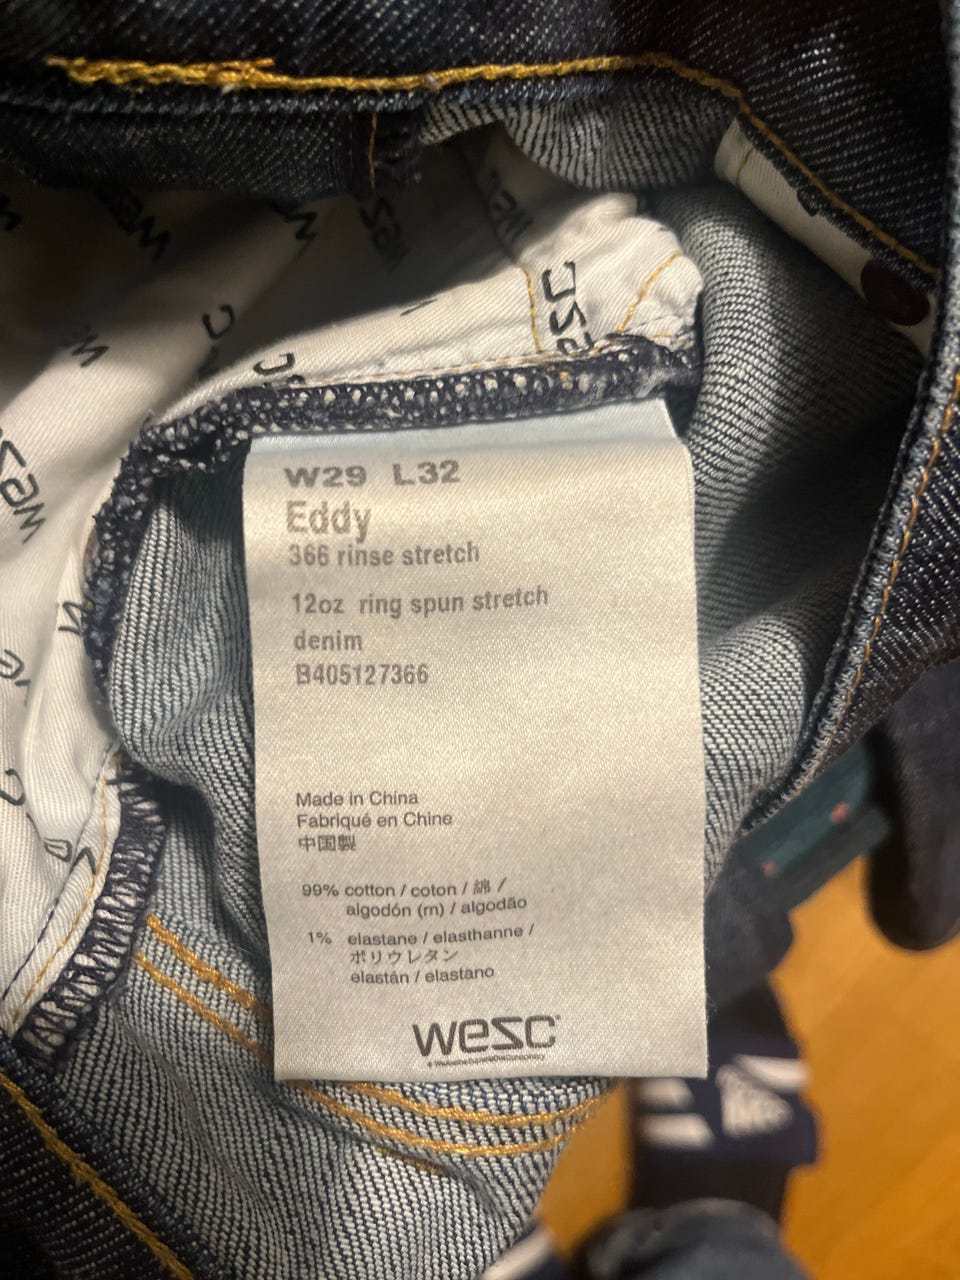 W29 L32
Eddy
366 rinse stretch
12oz ring spun stretch
denim
B405127366
Made in China
Fabriqué en Chine
中国製
99% cotton / coton / 綿 /
algodón (m) / algodão
1% elastane / elasthanne /
ポリウレタン
elastán / elastano
wesc
WeAretheSuperlativeConspiracy